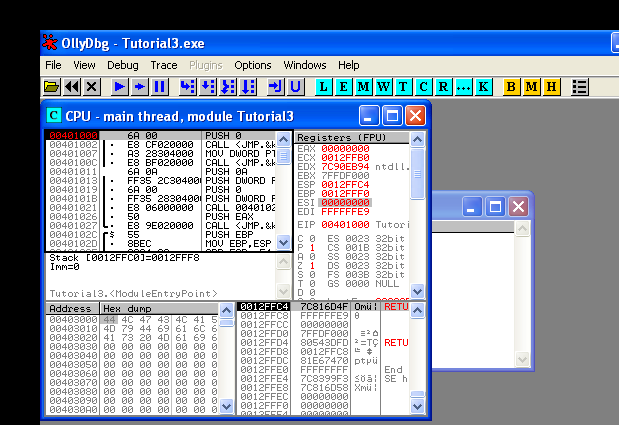 OllyDbg - Tutorial3.exe
File View Debug Trace Plugins Options Windows Help
L E M W T C R ... K B M H
C CPU - main thread, module Tutorial3
00401000 6A 00 PUSH 0
00401002 E8 CF020000 CALL <JMP.&k
00401007 A3 28304000 MOV DWORD PT
0040100C E8 BF020000 CALL <JMP.&k
00401011 6A 0A PUSH 0A
00401013 FF35 2C304000 PUSH DWORD P
00401019 6A 00 PUSH 0
0040101B FF35 28304000 PUSH DWORD P
00401021 E8 06000000 CALL 0040102
00401026 50 PUSH EAX
00401027 E8 9E020000 CALL <JMP.&k
0040102C 55 PUSH EBP
0040102D 8BEC MOV EBP,ESP
Registers (FPU)
EAX 00000000
ECX 0012FFB0
EDX 7C90EB94 ntdll.
EBX 7FFDF000
ESP 0012FFC4
EBP 0012FFF0
ESI 00000000
EDI FFFFFFE9
EIP 00401000 Tutori
C 0 ES 0023 32bit
P 1 CS 001B 32bit
A 0 SS 0023 32bit
Z 1 DS 0023 32bit
S 0 FS 003B 32bit
T 0 GS 0000 NULL
D 0
Stack [0012FFC0]=0012FFF8
Imm=0
Tutorial3.<ModuleEntryPoint>
Address Hex dump
00403000 44 4C 47 43 4C 41 5
00403010 4D 79 44 69 61 6C 6
00403020 41 73 20 4D 61 69 6
00403030 00 00 00 00 00 00 0
00403040 00 00 00 00 00 00 0
00403050 00 00 00 00 00 00 0
00403060 00 00 00 00 00 00 0
00403070 00 00 00 00 00 00 0
00403080 00 00 00 00 00 00 0
00403090 00 00 00 00 00 00 0
004030A0 00 00 00 00 00 00 0
0012FFC4 7C816D4F Omü¦ RETU
0012FFC8 FFFFFFE9 θ
0012FFCC 00000000
0012FFD0 7FFDF000
0012FFD4 80543DFD RETU
0012FFD8 0012FFC8
0012FFDC 81E67470
0012FFE0 FFFFFFFF End
0012FFE4 7C8399F3 SE h
0012FFE8 7C816D58 Xmü¦
0012FFEC 00000000
0012FFF0 00000000
0012FFF4 00000000